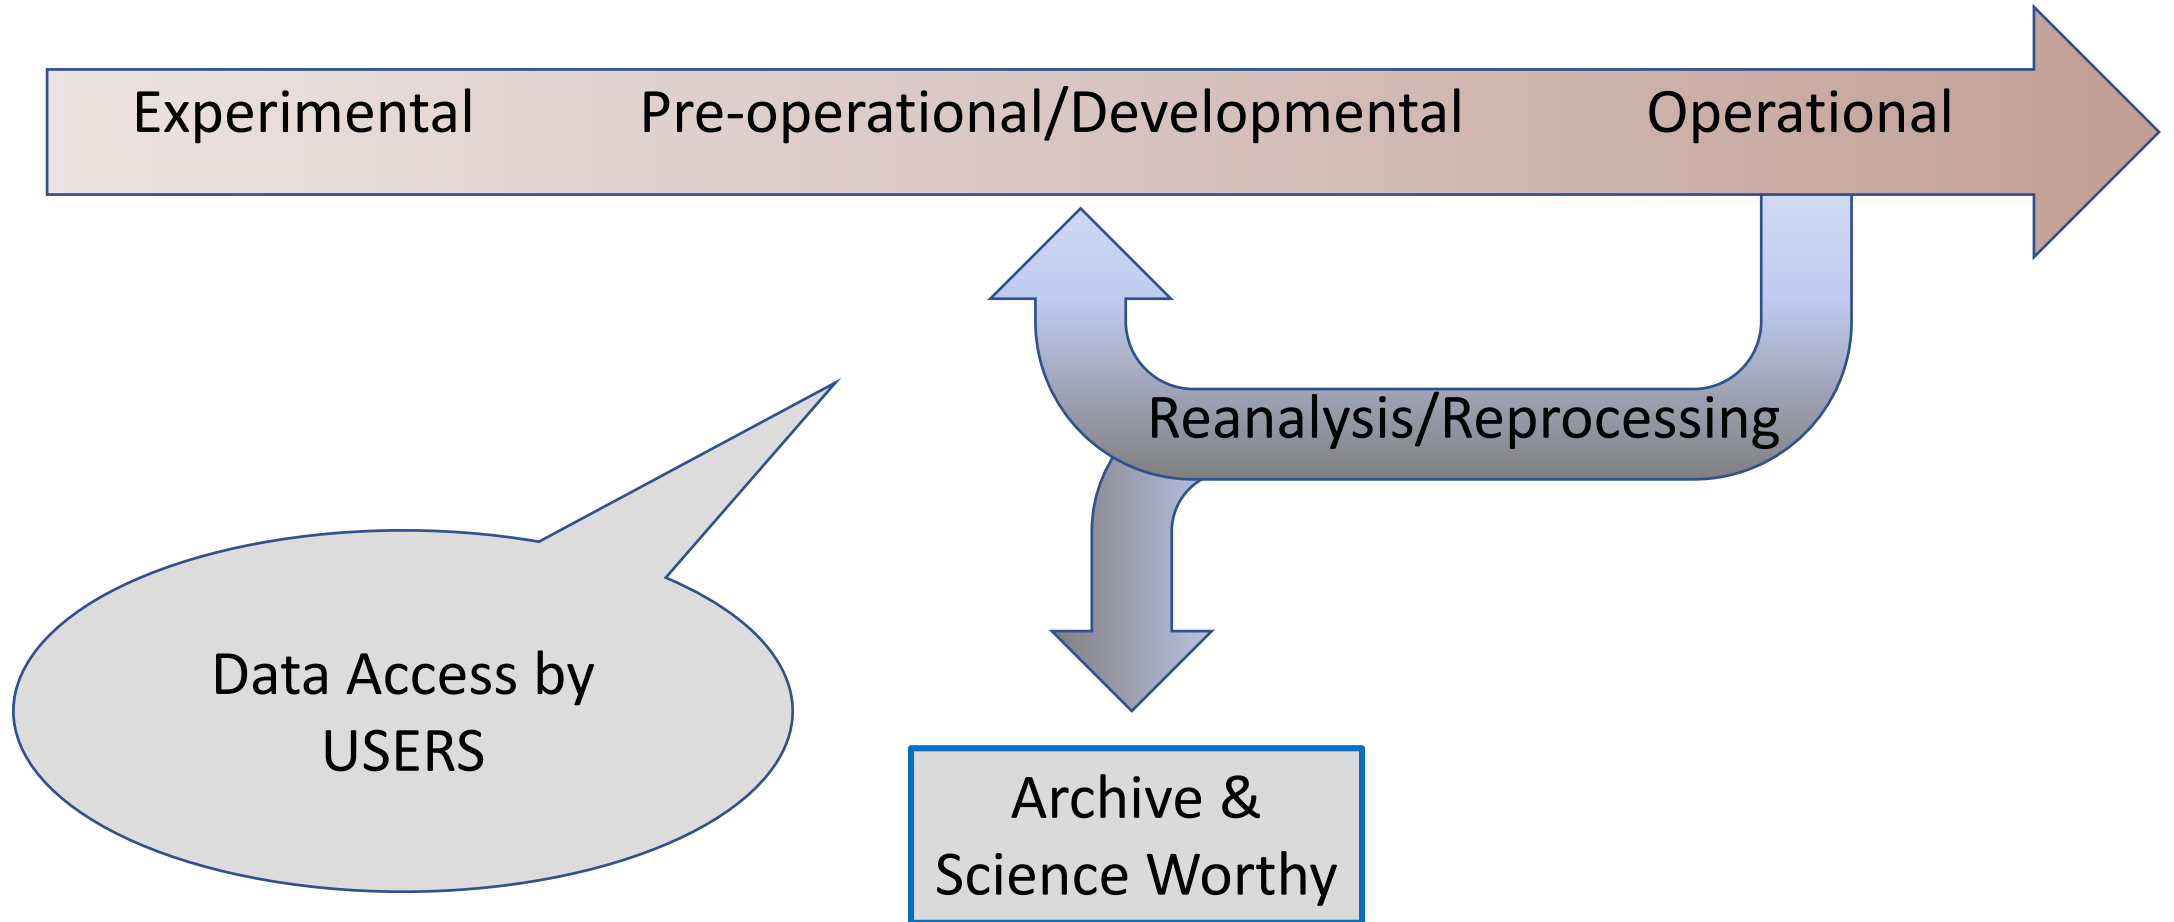 Experimental
Pre-operational/Developmental
Operational
Reanalysis/Reprocessing
Data Access by
USERS
Archive &
Science Worthy